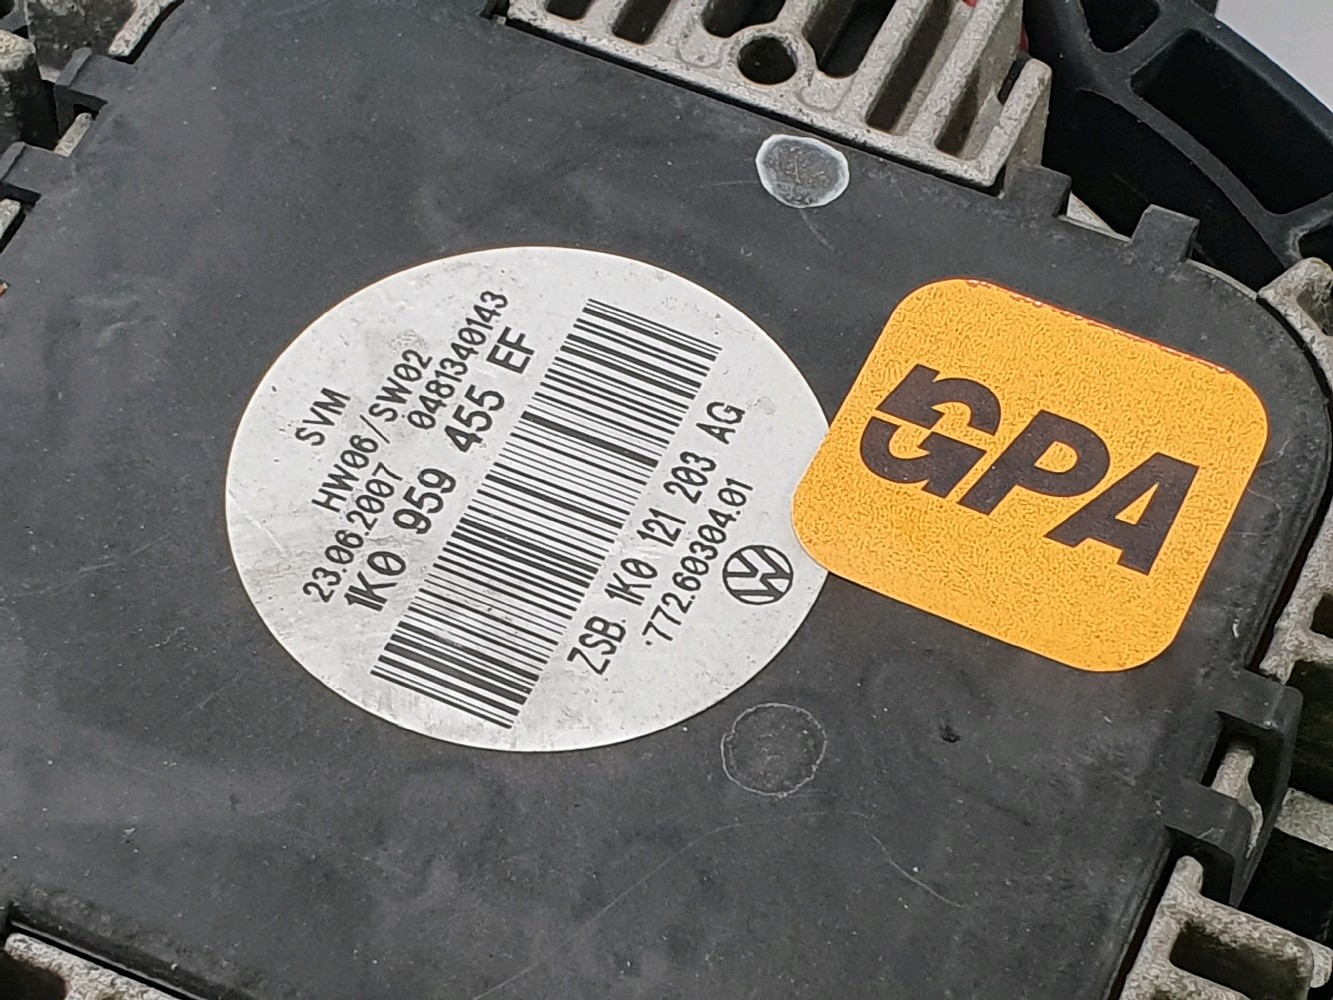 SVM
HW06/SW02
23.06.2007 0481340143
1K0 959 455 EF
ZSB. 1K0 121 203 AG
.772.60304.01
VW
GPA